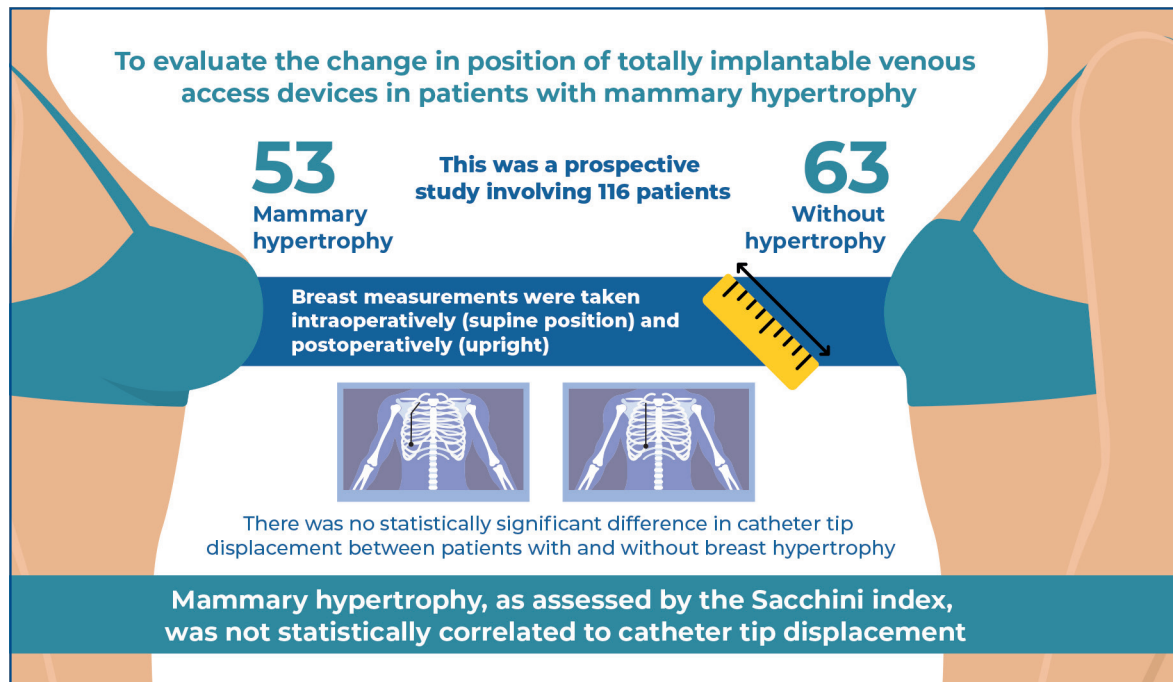 To evaluate the change in position of totally implantable venous
access devices in patients with mammary hypertrophy
53
Mammary
hypertrophy
This was a prospective
study involving 116 patients
63
Without
hypertrophy
Breast measurements were taken
intraoperatively (supine position) and
postoperatively (upright)
There was no statistically significant difference in catheter tip
displacement between patients with and without breast hypertrophy
Mammary hypertrophy, as assessed by the Sacchini index,
was not statistically correlated to catheter tip displacement